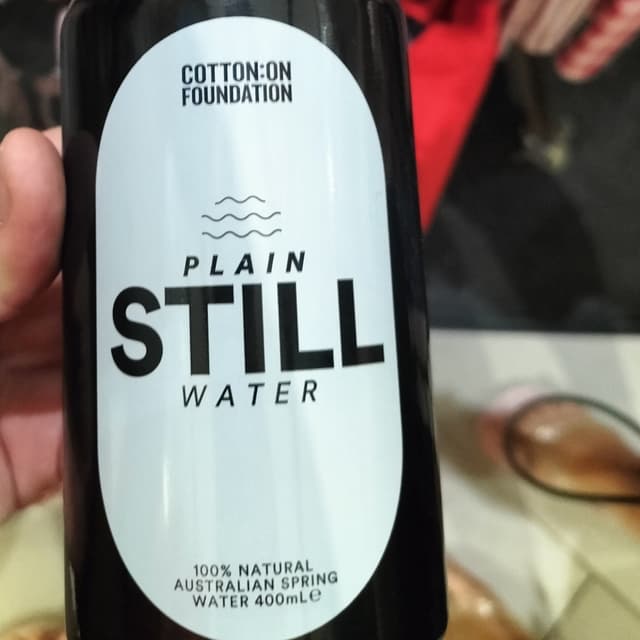 COTTON:ON
FOUNDATION
PLAIN
STILL
WATER
100% NATURAL
AUSTRALIAN SPRING
WATER 400mL℮